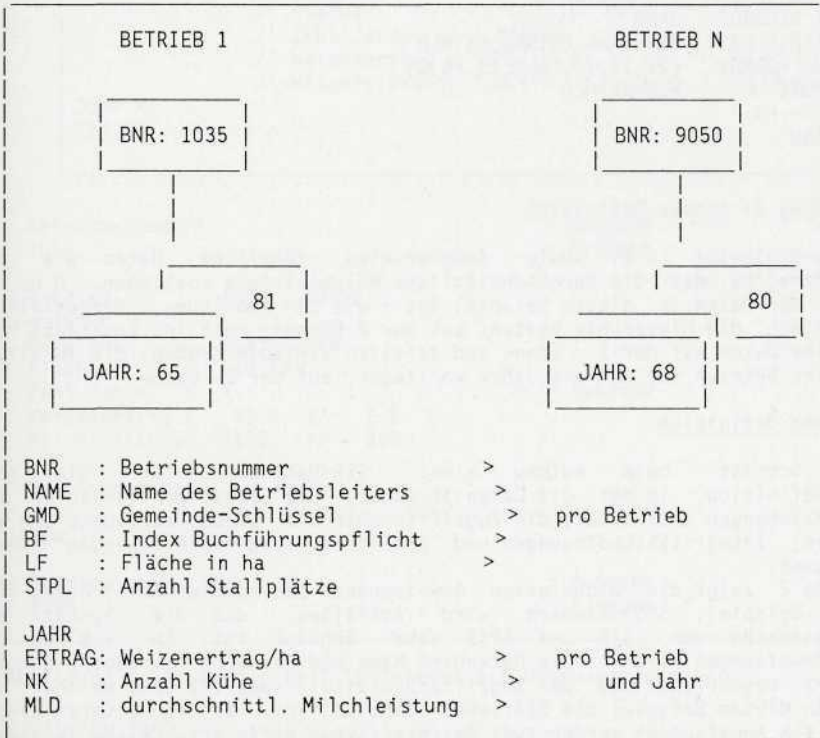 BETRIEB 1 BETRIEB N
BNR: 1035 BNR: 9050
81 80
JAHR: 65 JAHR: 68
BNR : Betriebsnummer >
NAME : Name des Betriebsleiters >
GMD : Gemeinde-Schlüssel > pro Betrieb
BF : Index Buchführungspflicht >
LF : Fläche in ha >
STPL : Anzahl Stallplätze
JAHR
ERTRAG: Weizenertrag/ha > pro Betrieb
NK : Anzahl Kühe > und Jahr
MLD : durchschnittl. Milchleistung >